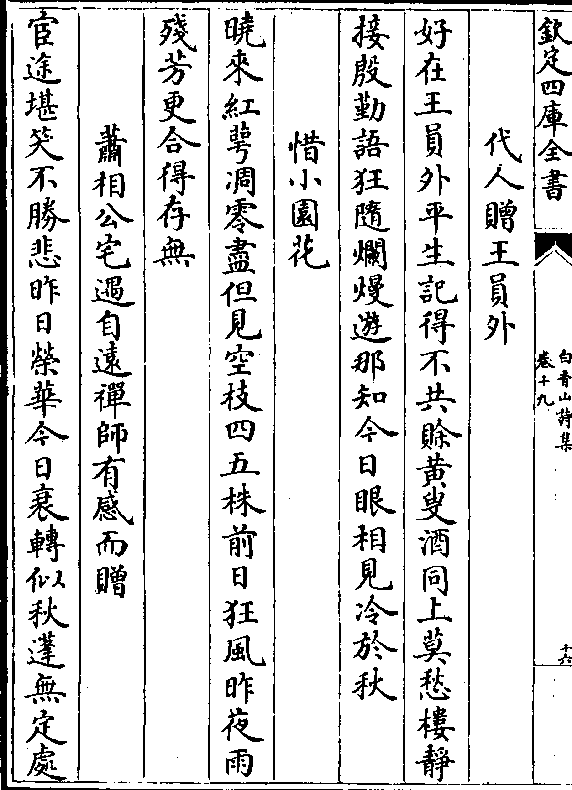 欽定四庫全書
白香山詩集
卷十九
十六
代人贈王員外
好在王員外平生記得不共賒黃叟酒同上莫愁樓靜
接殷勤語狂隨爛熳遊那知今日眼相見冷於秋
惜小園花
曉來紅萼凋零盡但見空枝四五株前日狂風昨夜雨
殘芳更合得存無
蕭相公宅遇自遠禪師有感而贈
宦途堪笑不勝悲昨日榮華今日衰轉似秋蓬無定處